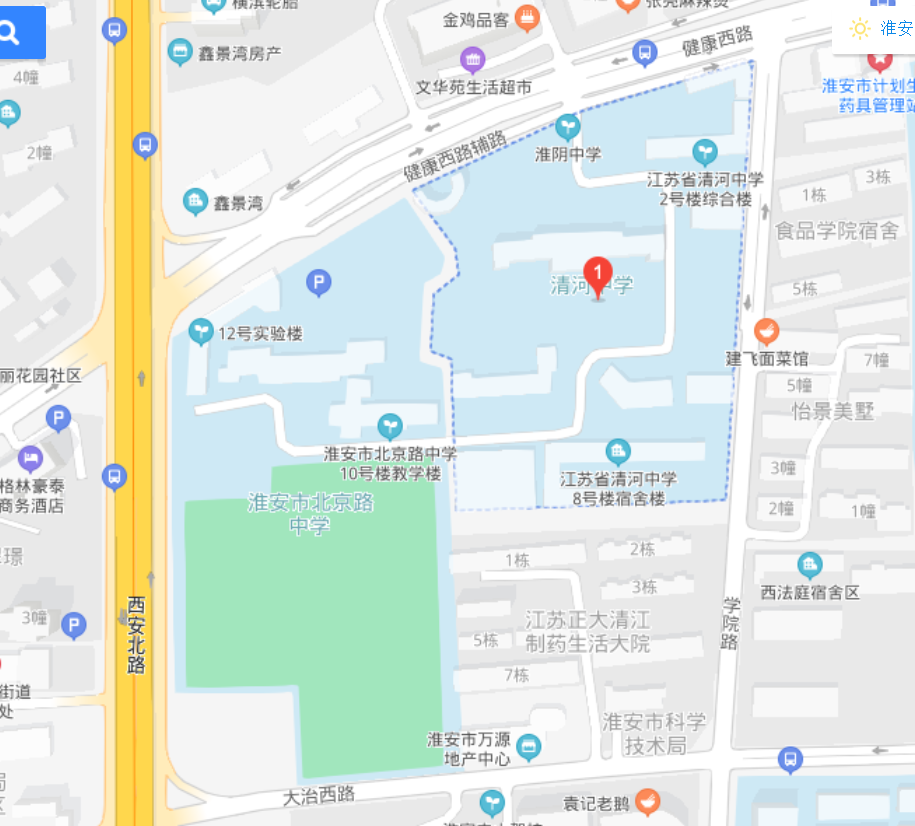 横滨轮胎
金鸡品客
淮安
4幢
鑫景湾房产
健康西路
文华苑生活超市
淮安市计划生
药具管理站
2幢
健康西路辅路
淮阴中学
江苏省清河中学
2号楼综合楼
3栋
1栋
鑫景湾
食品学院宿舍
1
清河中学
5栋
12号实验楼
建飞面菜馆
7幢
丽花园社区
5幢
怡景美墅
淮安市北京路中学
10号楼教学楼
3幢
格林豪泰
商务酒店
江苏省清河中学
8号楼宿舍楼
淮安市北京路
中学
2幢
1幢
璟
1栋
2栋
西法庭宿舍区
3栋
西安北路
学院路
3幢
江苏正大清江
制药生活大院
5栋
7栋
街道
处
淮安市科学
技术局
淮安市万源
地产中心
大治西路
袁记老鹅